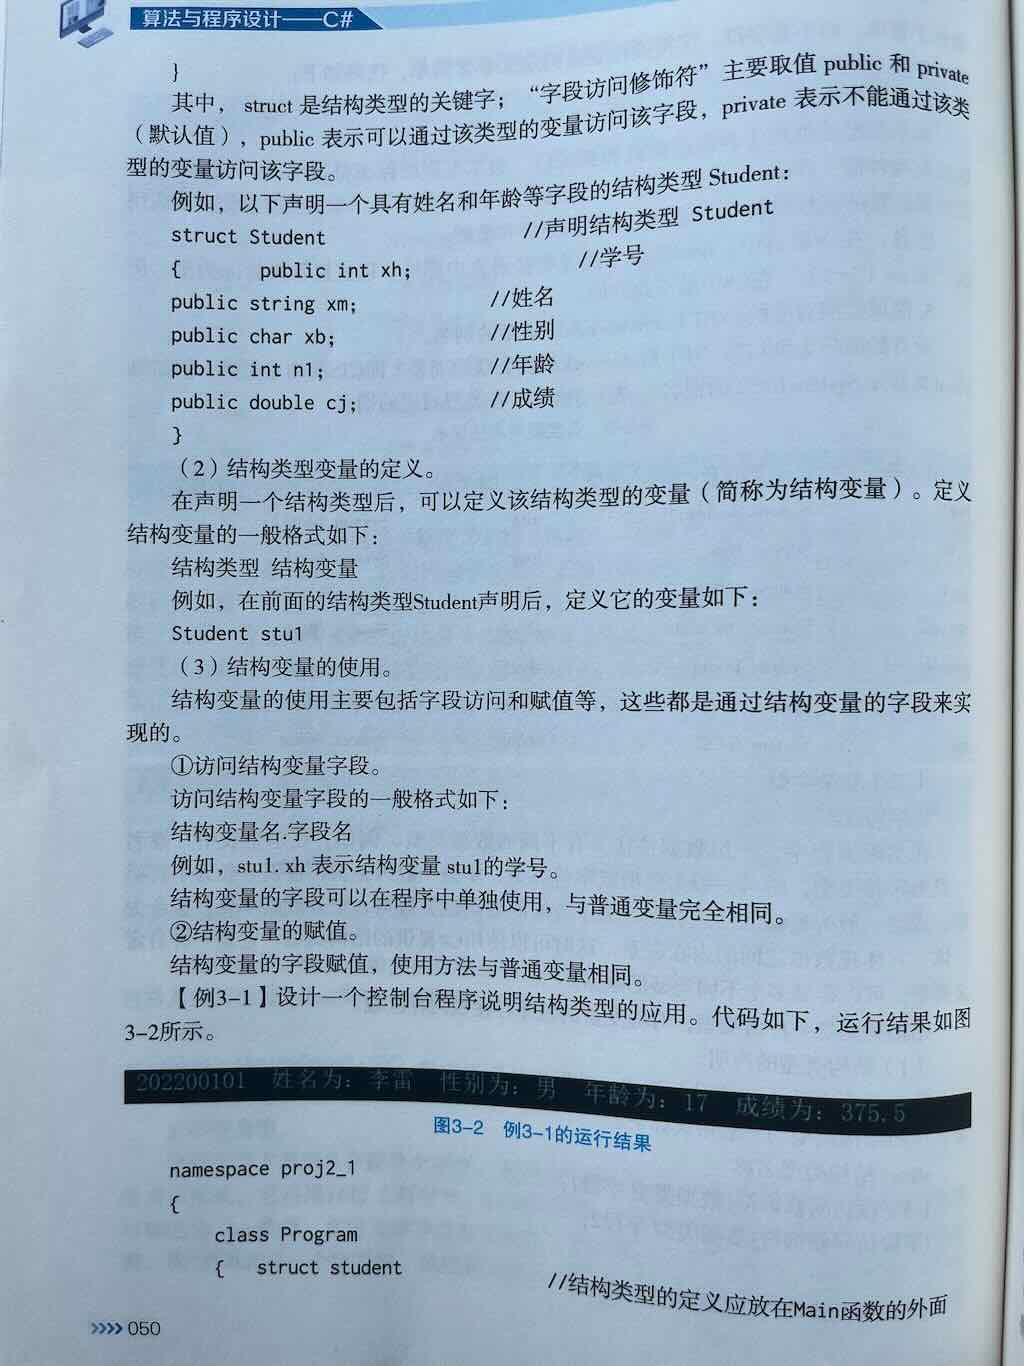 算法与程序设计——C#
}
其中， struct 是结构类型的关键字；“字段访问修饰符”主要取值 public 和 private
（默认值），public 表示可以通过该类型的变量访问该字段，private 表示不能通过该类
型的变量访问该字段。
例如，以下声明一个具有姓名和年龄等字段的结构类型 Student：
struct Student //声明结构类型 Student
{ public int xh; //学号
public string xm; //姓名
public char xb; //性别
public int n1; //年龄
public double cj; //成绩
}
（2）结构类型变量的定义。
在声明一个结构类型后，可以定义该结构类型的变量（简称为结构变量）。定义
结构变量的一般格式如下：
结构类型 结构变量
例如，在前面的结构类型Student声明后，定义它的变量如下：
Student stu1
（3）结构变量的使用。
结构变量的使用主要包括字段访问和赋值等，这些都是通过结构变量的字段来实
现的。
①访问结构变量字段。
访问结构变量字段的一般格式如下：
结构变量名.字段名
例如，stu1. xh 表示结构变量 stu1的学号。
结构变量的字段可以在程序中单独使用，与普通变量完全相同。
②结构变量的赋值。
结构变量的字段赋值，使用方法与普通变量相同。
【例3-1】设计一个控制台程序说明结构类型的应用。代码如下，运行结果如图
3-2所示。
202200101 姓名为：李雷 性别为：男 年龄为：17 成绩为：375.5
图3-2 例3-1的运行结果
namespace proj2_1
{
class Program
{ struct student //结构类型的定义应放在Main函数的外面
>>>> 050